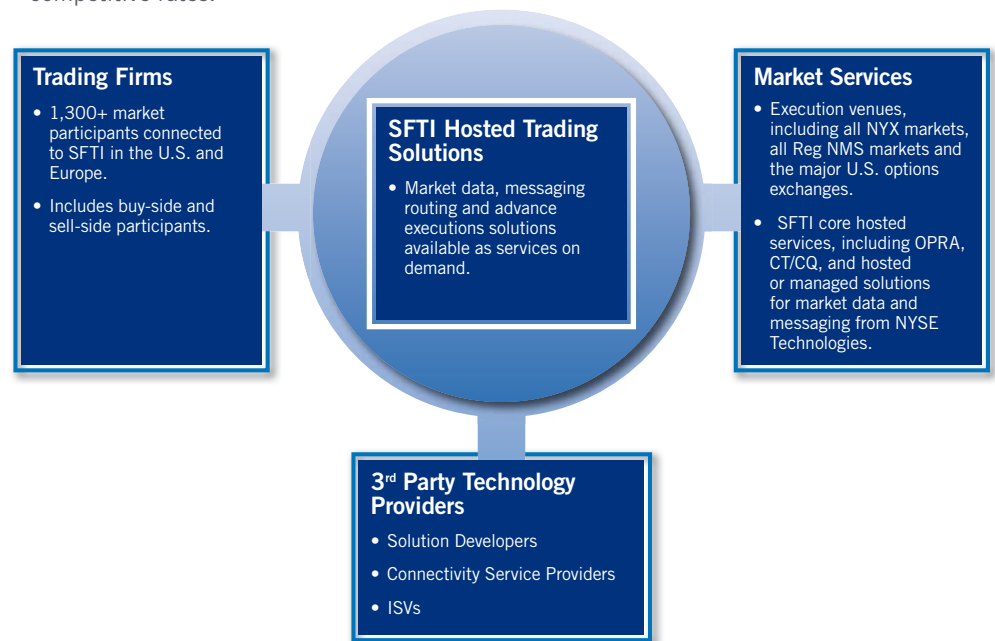 competitive rates.
Trading Firms
• 1,300+ market
participants connected
to SFTI in the U.S. and
Europe.
• Includes buy-side and
sell-side participants.
SFTI Hosted Trading
Solutions
• Market data, messaging
routing and advance
executions solutions
available as services on
demand.
Market Services
• Execution venues,
including all NYX markets,
all Reg NMS markets and
the major U.S. options
exchanges.
• SFTI core hosted
services, including OPRA,
CT/CQ, and hosted
or managed solutions
for market data and
messaging from NYSE
Technologies.
3rd Party Technology
Providers
• Solution Developers
• Connectivity Service Providers
• ISVs